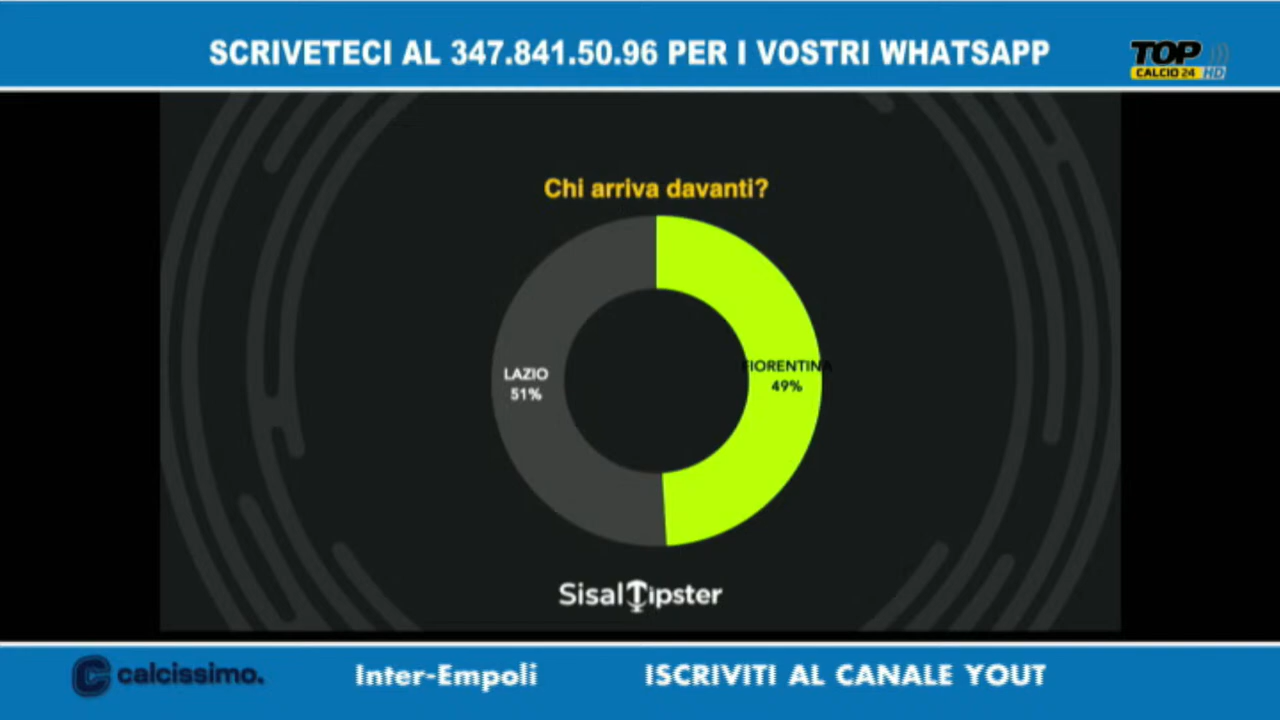 SCRIVETECI AL 347.841.50.96 PER I VOSTRI WHATSAPP
TOP
CALCIO 24 HD
Chi arriva davanti?
LAZIO
51%
FIORENTINA
49%
SisalTipster
calcissimo.
Inter-Empoli
ISCRIVITI AL CANALE YOUT